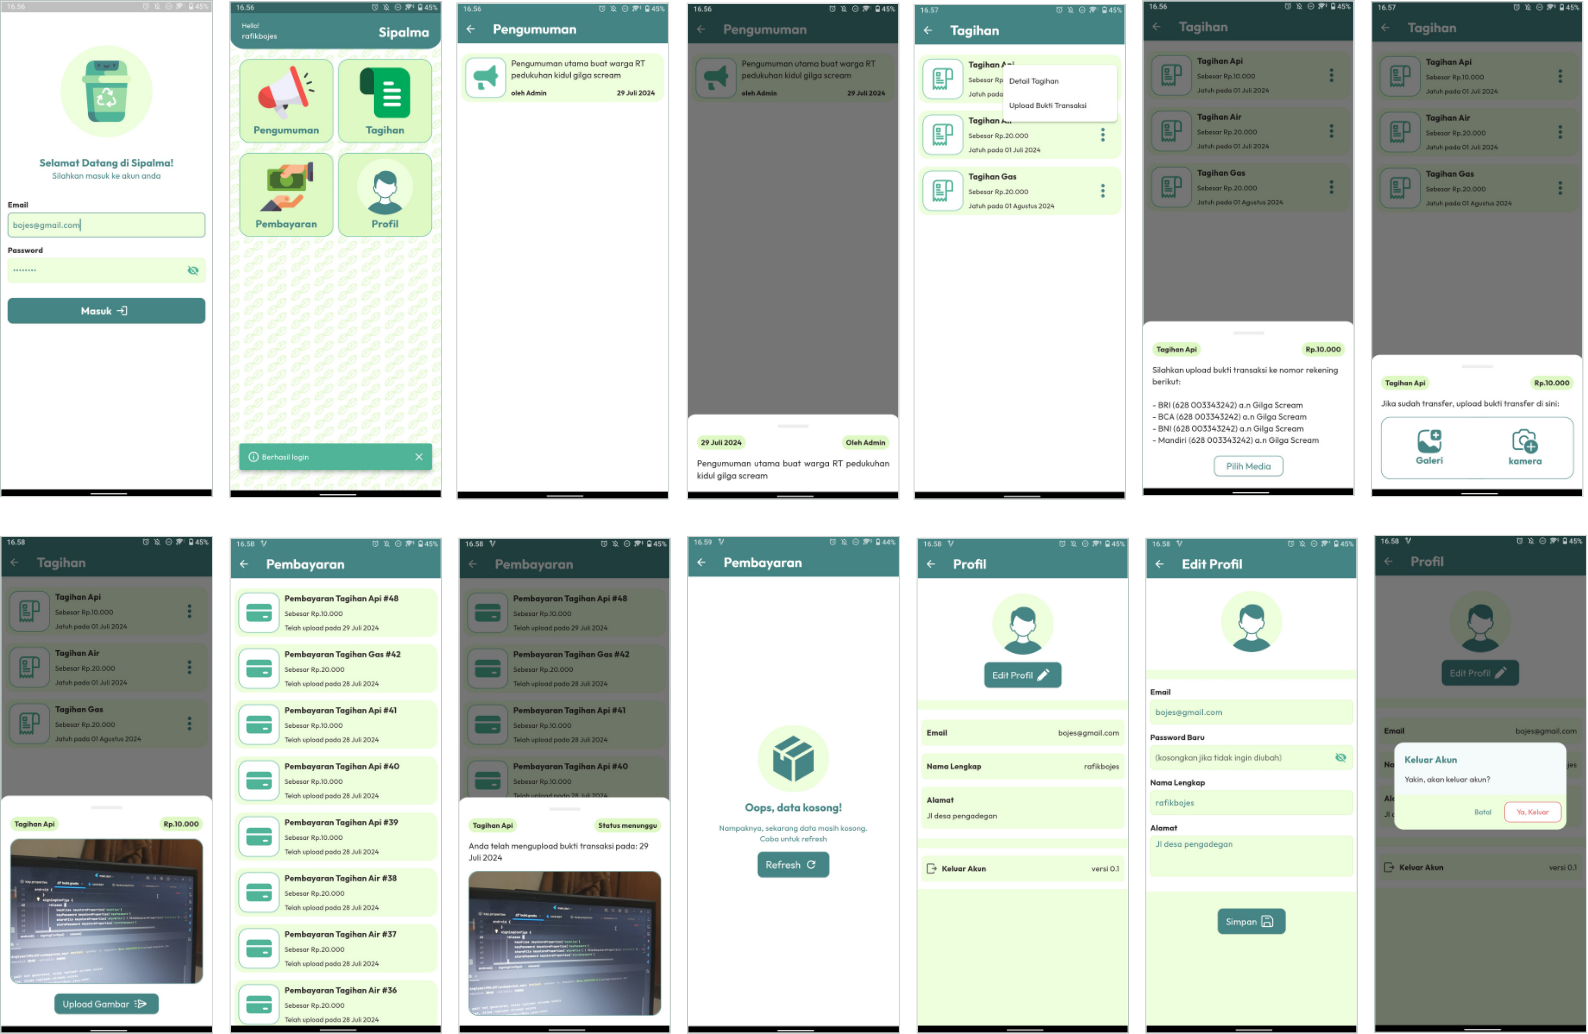 16.56
45%
Selamat Datang di Sipalma!
Silahkan masuk ke akun anda
Email
bojes@gmail.com
Password
········
Masuk
16.56
45%
Hello!
rafikbojes
Sipalma
Pengumuman
Tagihan
Pembayaran
Profil
Berhasil login
16.56
45%
Pengumuman
Pengumuman utama buat warga RT
pedukuhan kidul gilga scream
oleh Admin
29 Juli 2024
16.56
45%
Pengumuman
Pengumuman utama buat warga RT
pedukuhan kidul gilga scream
oleh Admin
29 Juli 2024
29 Juli 2024
Oleh Admin
Pengumuman utama buat warga RT pedukuhan
kidul gilga scream
16.57
45%
Tagihan
Tagihan Api
Sebesar Rp
Jatuh pada
Detail Tagihan
Upload Bukti Transaksi
Tagihan Air
Sebesar Rp.20.000
Jatuh pada 01 Juli 2024
Tagihan Gas
Sebesar Rp.20.000
Jatuh pada 01 Agustus 2024
16.56
45%
Tagihan
Tagihan Api
Sebesar Rp.10.000
Jatuh pada 01 Juli 2024
Tagihan Air
Sebesar Rp.20.000
Jatuh pada 01 Juli 2024
Tagihan Gas
Sebesar Rp.20.000
Jatuh pada 01 Agustus 2024
Tagihan Api
Rp.10.000
Silahkan upload bukti transaksi ke nomor rekening
berikut:
- BRI (628 003343242) a.n Gilga Scream
- BCA (628 003343242) a.n Gilga Scream
- BNI (628 003343242) a.n Gilga Scream
- Mandiri (628 003343242) a.n Gilga Scream
Pilih Media
16.57
45%
Tagihan
Tagihan Api
Sebesar Rp.10.000
Jatuh pada 01 Juli 2024
Tagihan Air
Sebesar Rp.20.000
Jatuh pada 01 Juli 2024
Tagihan Gas
Sebesar Rp.20.000
Jatuh pada 01 Agustus 2024
Tagihan Api
Rp.10.000
Jika sudah transfer, upload bukti transfer di sini:
Galeri
kamera
16.58
45%
Tagihan
Tagihan Api
Sebesar Rp.10.000
Jatuh pada 01 Juli 2024
Tagihan Air
Sebesar Rp.20.000
Jatuh pada 01 Juli 2024
Tagihan Gas
Sebesar Rp.20.000
Jatuh pada 01 Agustus 2024
Tagihan Api
Rp.10.000
Upload Gambar
16.58
45%
Pembayaran
Pembayaran Tagihan Api #48
Sebesar Rp.10.000
Telah upload pada 29 Juli 2024
Pembayaran Tagihan Gas #42
Sebesar Rp.20.000
Telah upload pada 28 Juli 2024
Pembayaran Tagihan Api #41
Sebesar Rp.10.000
Telah upload pada 28 Juli 2024
Pembayaran Tagihan Api #40
Sebesar Rp.10.000
Telah upload pada 28 Juli 2024
Pembayaran Tagihan Api #39
Sebesar Rp.10.000
Telah upload pada 28 Juli 2024
Pembayaran Tagihan Air #38
Sebesar Rp.20.000
Telah upload pada 28 Juli 2024
Pembayaran Tagihan Air #37
Sebesar Rp.20.000
Telah upload pada 28 Juli 2024
Pembayaran Tagihan Air #36
Sebesar Rp.20.000
Telah upload pada 28 Juli 2024
16.58
45%
Pembayaran
Pembayaran Tagihan Api #48
Sebesar Rp.10.000
Telah upload pada 29 Juli 2024
Pembayaran Tagihan Gas #42
Sebesar Rp.20.000
Telah upload pada 28 Juli 2024
Pembayaran Tagihan Api #41
Sebesar Rp.10.000
Telah upload pada 28 Juli 2024
Pembayaran Tagihan Api #40
Sebesar Rp.10.000
Telah upload pada 28 Juli 2024
Tagihan Api
Status menunggu
Anda telah mengupload bukti transaksi pada: 29
Juli 2024
16.59
44%
Pembayaran
Oops, data kosong!
Nampaknya, sekarang data masih kosong.
Coba untuk refresh
Refresh
16.58
45%
Profil
Edit Profil
Email
bojes@gmail.com
Nama Lengkap
rafikbojes
Alamat
Jl desa pengadegan
Keluar Akun
versi 0.1
16.58
45%
Edit Profil
Email
bojes@gmail.com
Password Baru
(kosongkan jika tidak ingin diubah)
Nama Lengkap
rafikbojes
Alamat
Jl desa pengadegan
Simpan
16.58
45%
Profil
Edit Profil
Email
bojes@gmail.com
Na
jes
Ala
Jl d
Keluar Akun
Yakin, akan keluar akun?
Batal
Ya, Keluar
Keluar Akun
versi 0.1